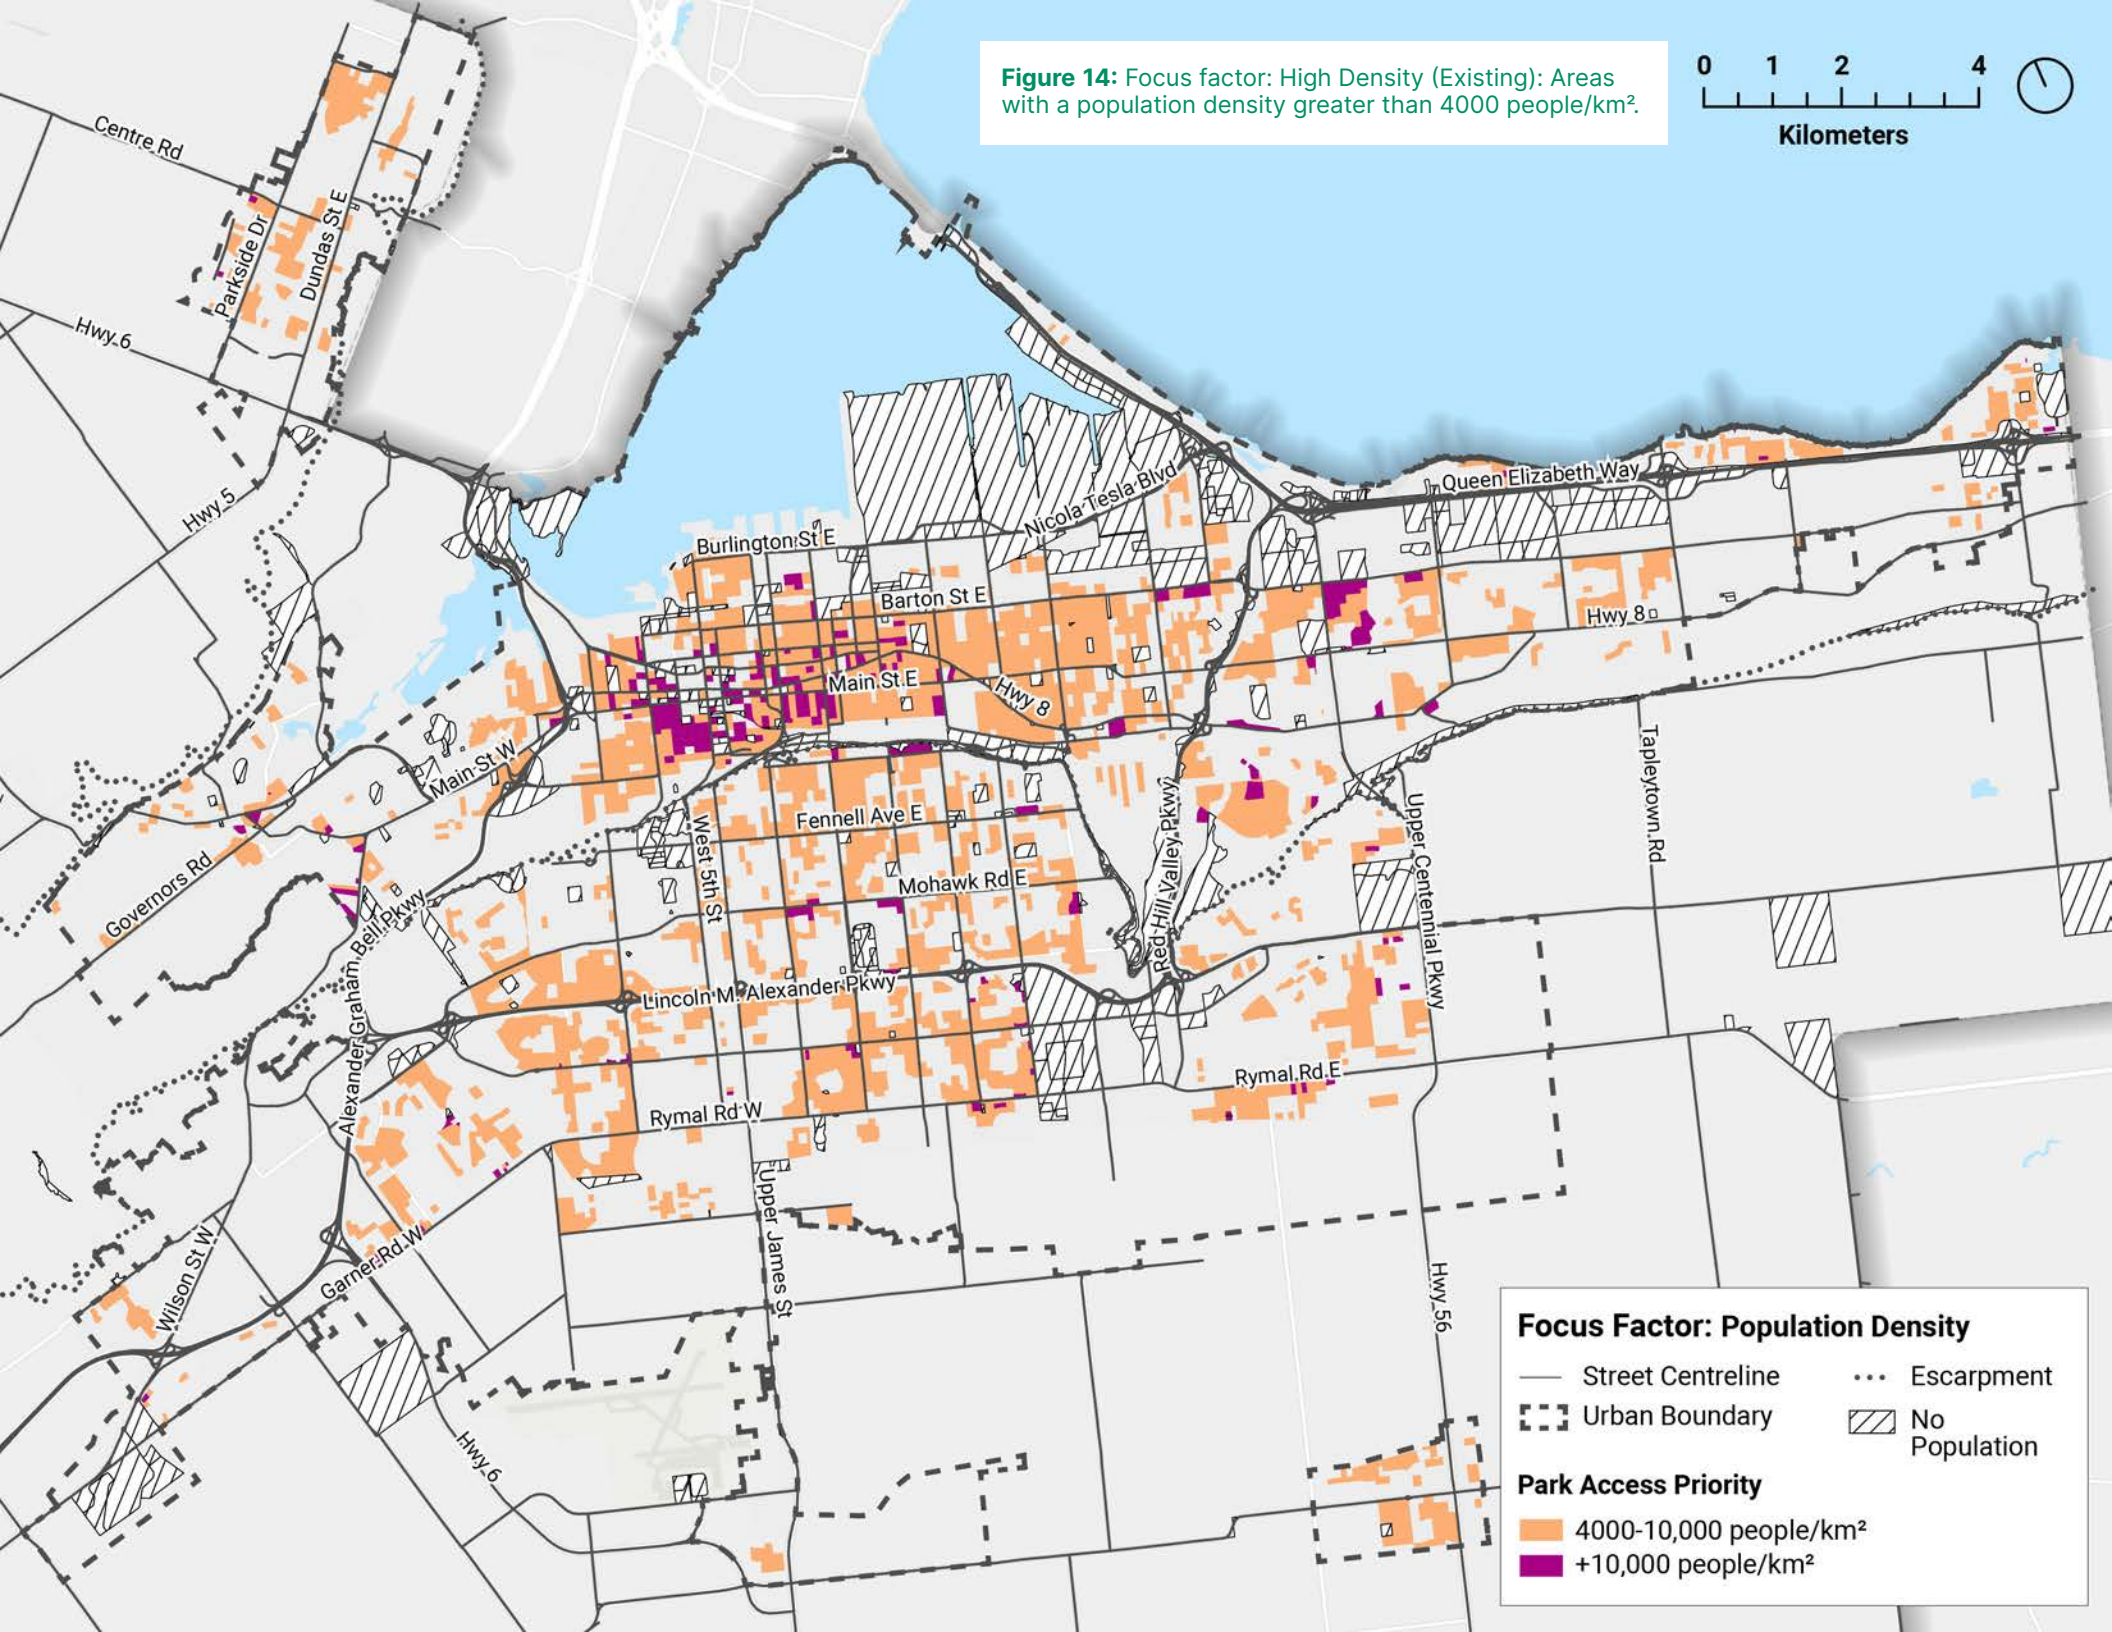 Figure 14: Focus factor: High Density (Existing): Areas
with a population density greater than 4000 people/km².
0 1 2 4
Kilometers
Centre Rd
Parkside Dr
Dundas St E
Hwy 6
Hwy 5
Queen Elizabeth Way
Nicola Tesla Blvd
Burlington St E
Barton St E
Hwy 8
Main St E
Hwy 8
Main St W
Tapleytown Rd
Fennell Ave E
West 5th St
Red Hill Valley Pkwy
Upper Centennial Pkwy
Governors Rd
Mohawk Rd E
Alexander Graham Bell Pkwy
Lincoln M. Alexander Pkwy
Rymal Rd E
Rymal Rd W
Upper James St
Garner Rd W
Wilson St W
Hwy 56
Hwy 6
Focus Factor: Population Density
Street Centreline
Escarpment
Urban Boundary
No
Population
Park Access Priority
4000-10,000 people/km²
+10,000 people/km²